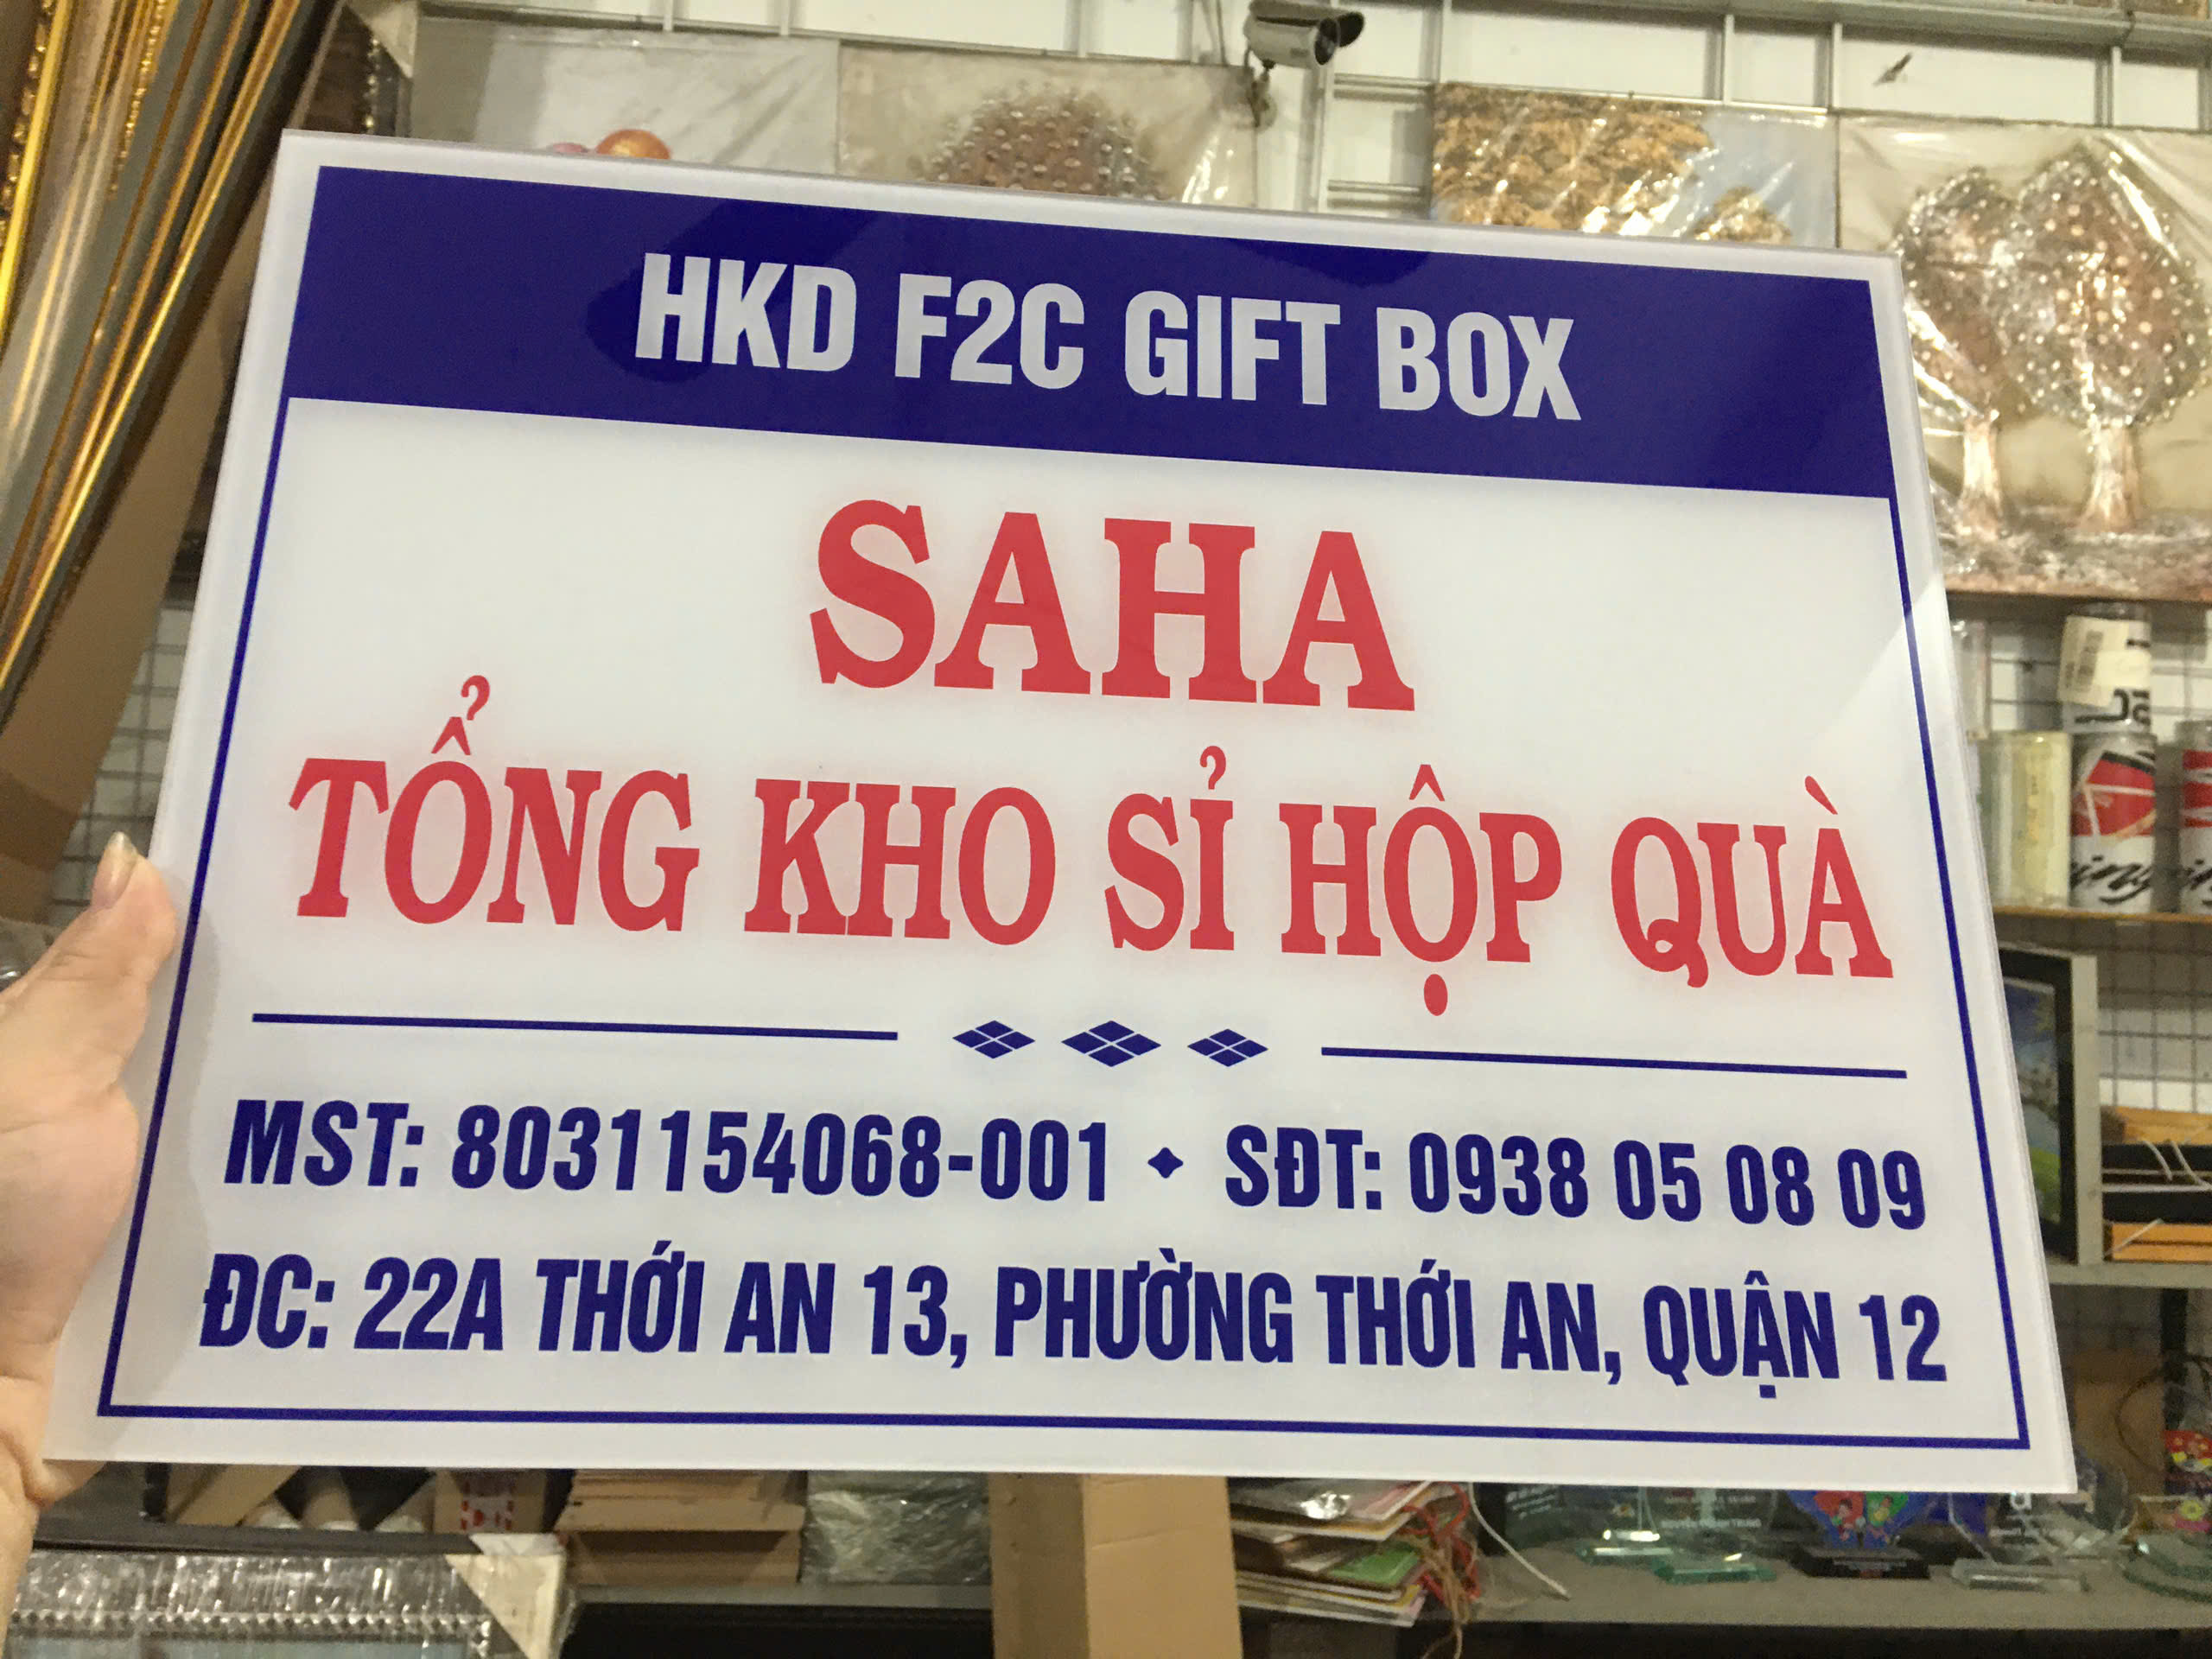 HKD F2C GIFT BOX
SAHA
TỔNG KHO SỈ HỘP QUÀ
MST: 8031154068-001 ✦ SĐT: 0938 05 08 09
ĐC: 22A THỚI AN 13, PHƯỜNG THỚI AN, QUẬN 12